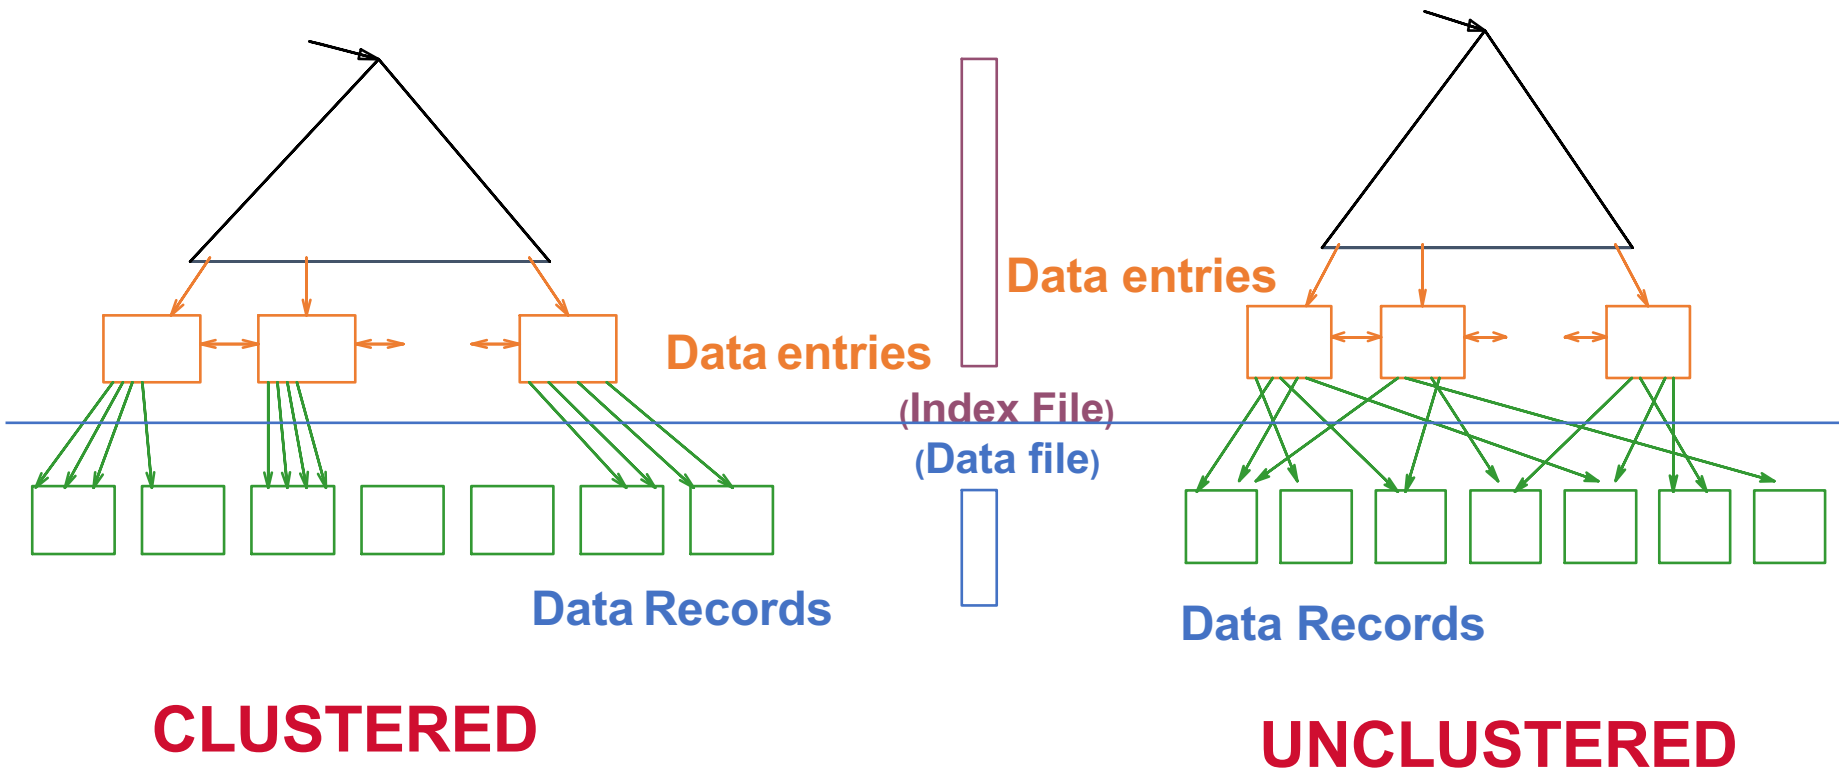 Data entries
Data entries
(Index File)
(Data file)
Data Records
Data Records
CLUSTERED
UNCLUSTERED